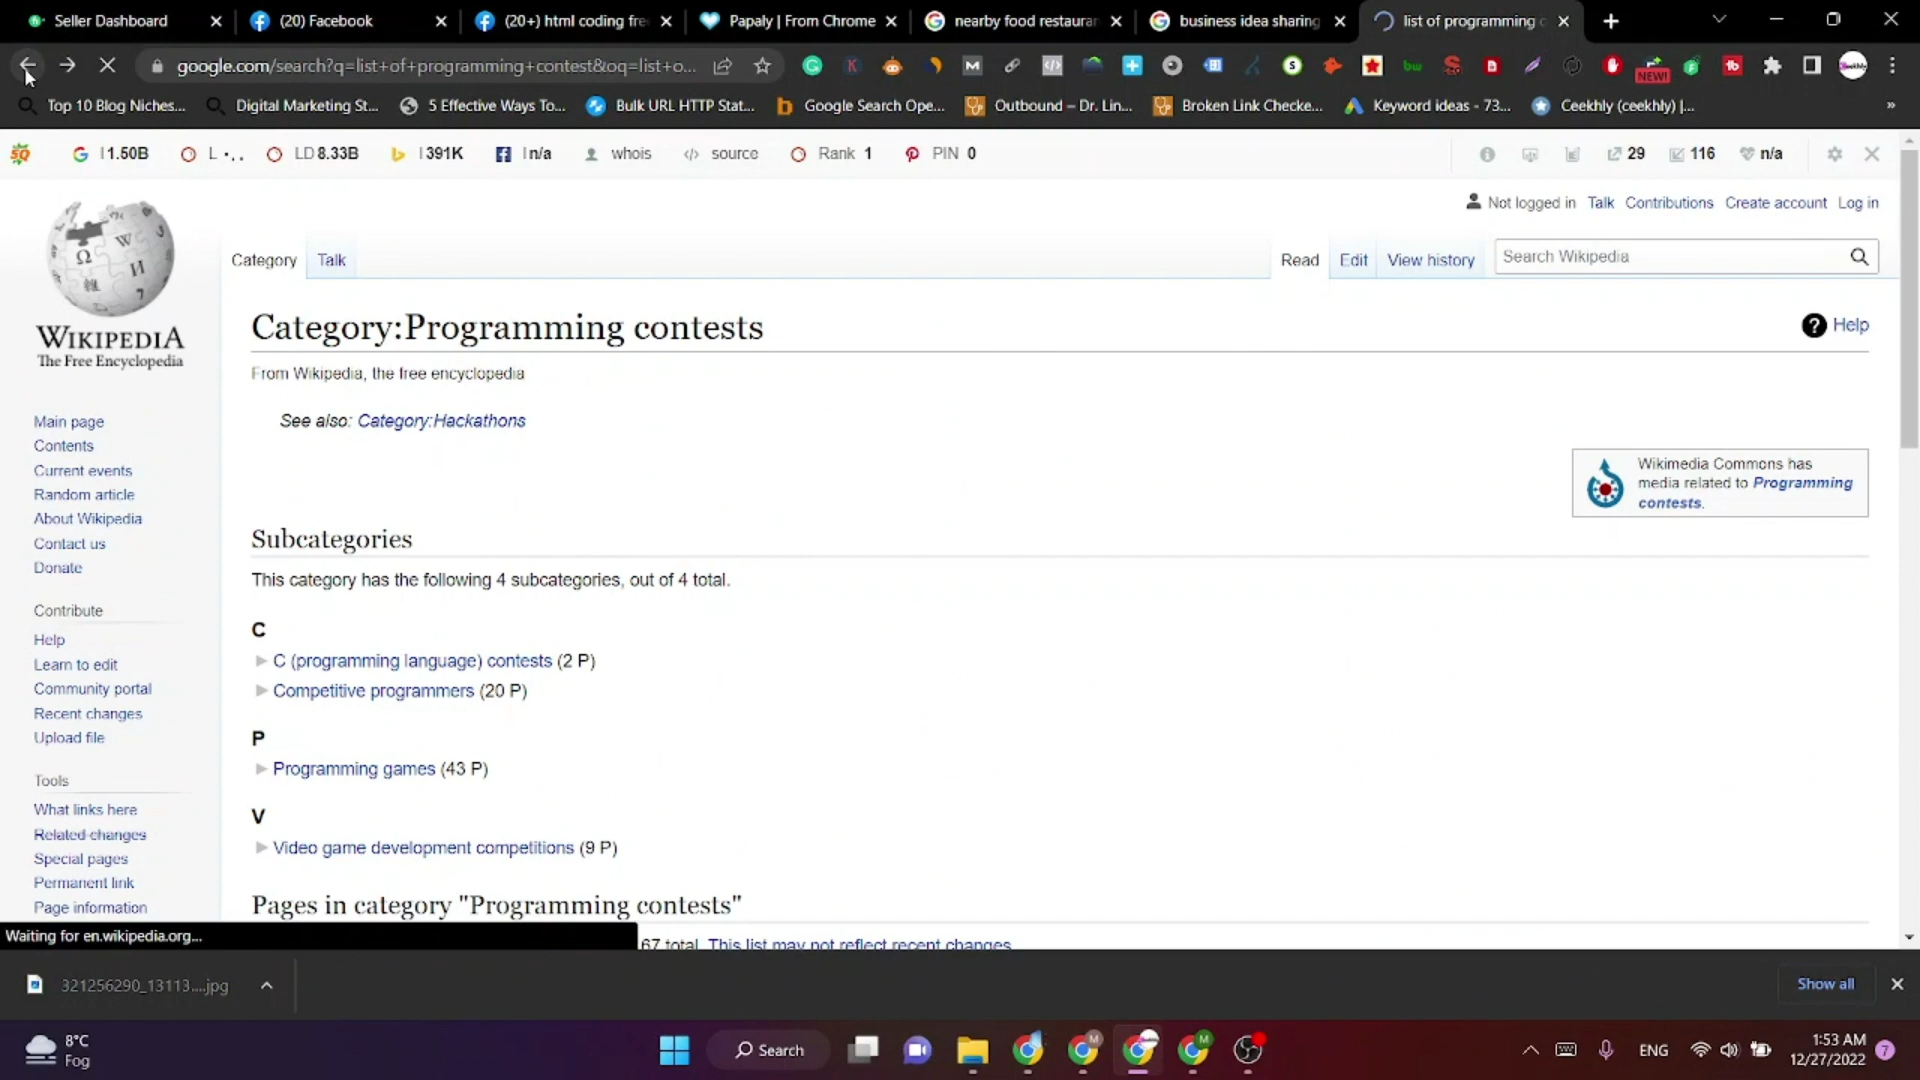 Seller Dashboard
(20) Facebook
(20+) html coding fre
Papaly | From Chrome
nearby food restaurar
business idea sharing
list of programming c
google.com/search?q=list+of+programming+contest&oq=list+o...
NEW!
Top 10 Blog Niches...
Digital Marketing St...
5 Effective Ways To...
Bulk URL HTTP Stat...
Google Search Ope...
Outbound – Dr. Lin...
Broken Link Checke...
Keyword ideas - 73...
Ceekhly (ceekhly) |...
»
I 1.50B
L
LD 8.33B
I 391K
I n/a
whois
source
Rank 1
PIN 0
29
116
n/a
Not logged in Talk Contributions Create account Log in
Category Talk
Read Edit View history
Search Wikipedia
WIKIPEDIA
The Free Encyclopedia
Category:Programming contests
Help
From Wikipedia, the free encyclopedia
See also: Category:Hackathons
Wikimedia Commons has
media related to Programming
contests.
Main page
Contents
Current events
Random article
About Wikipedia
Contact us
Donate
Contribute
Help
Learn to edit
Community portal
Recent changes
Upload file
Tools
What links here
Related changes
Special pages
Permanent link
Page information
Subcategories
This category has the following 4 subcategories, out of 4 total.
C
C (programming language) contests (2 P)
Competitive programmers (20 P)
P
Programming games (43 P)
V
Video game development competitions (9 P)
Pages in category "Programming contests"
67 total. This list may not reflect recent changes
Waiting for en.wikipedia.org...
321256290_13113....jpg
Show all
8°C
Fog
Search
ENG
1:53 AM
12/27/2022
7